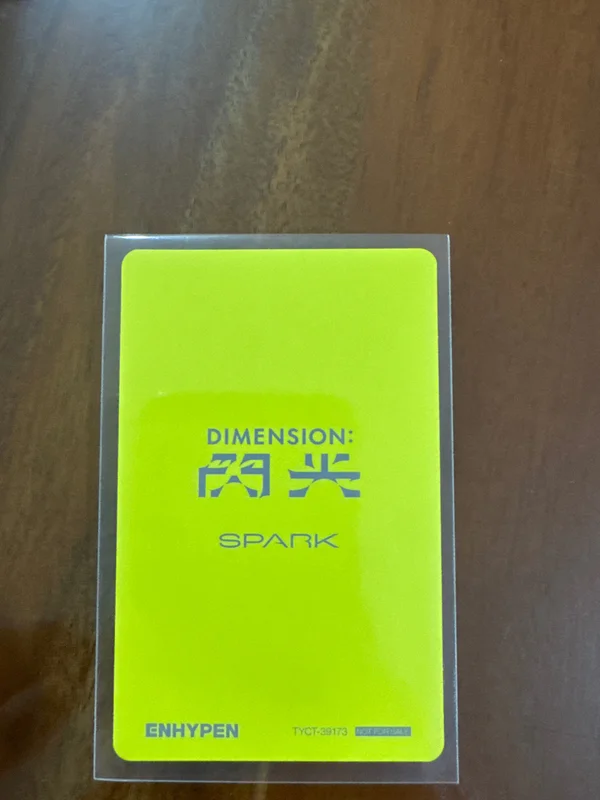 DIMENSION:
閃光
SPARK
ENHYPEN TYCT-39173 NOT FOR SALE